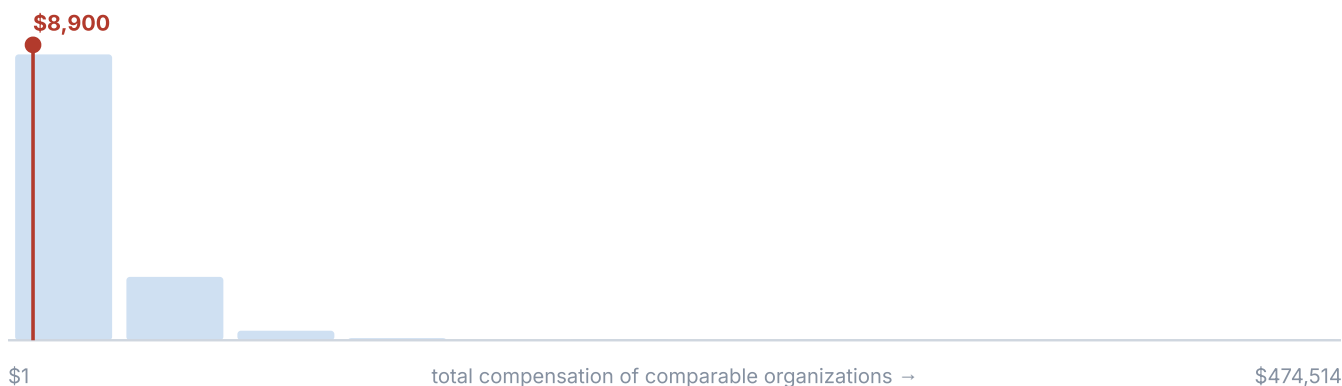 $8,900
$1 total compensation of comparable organizations → $474,514